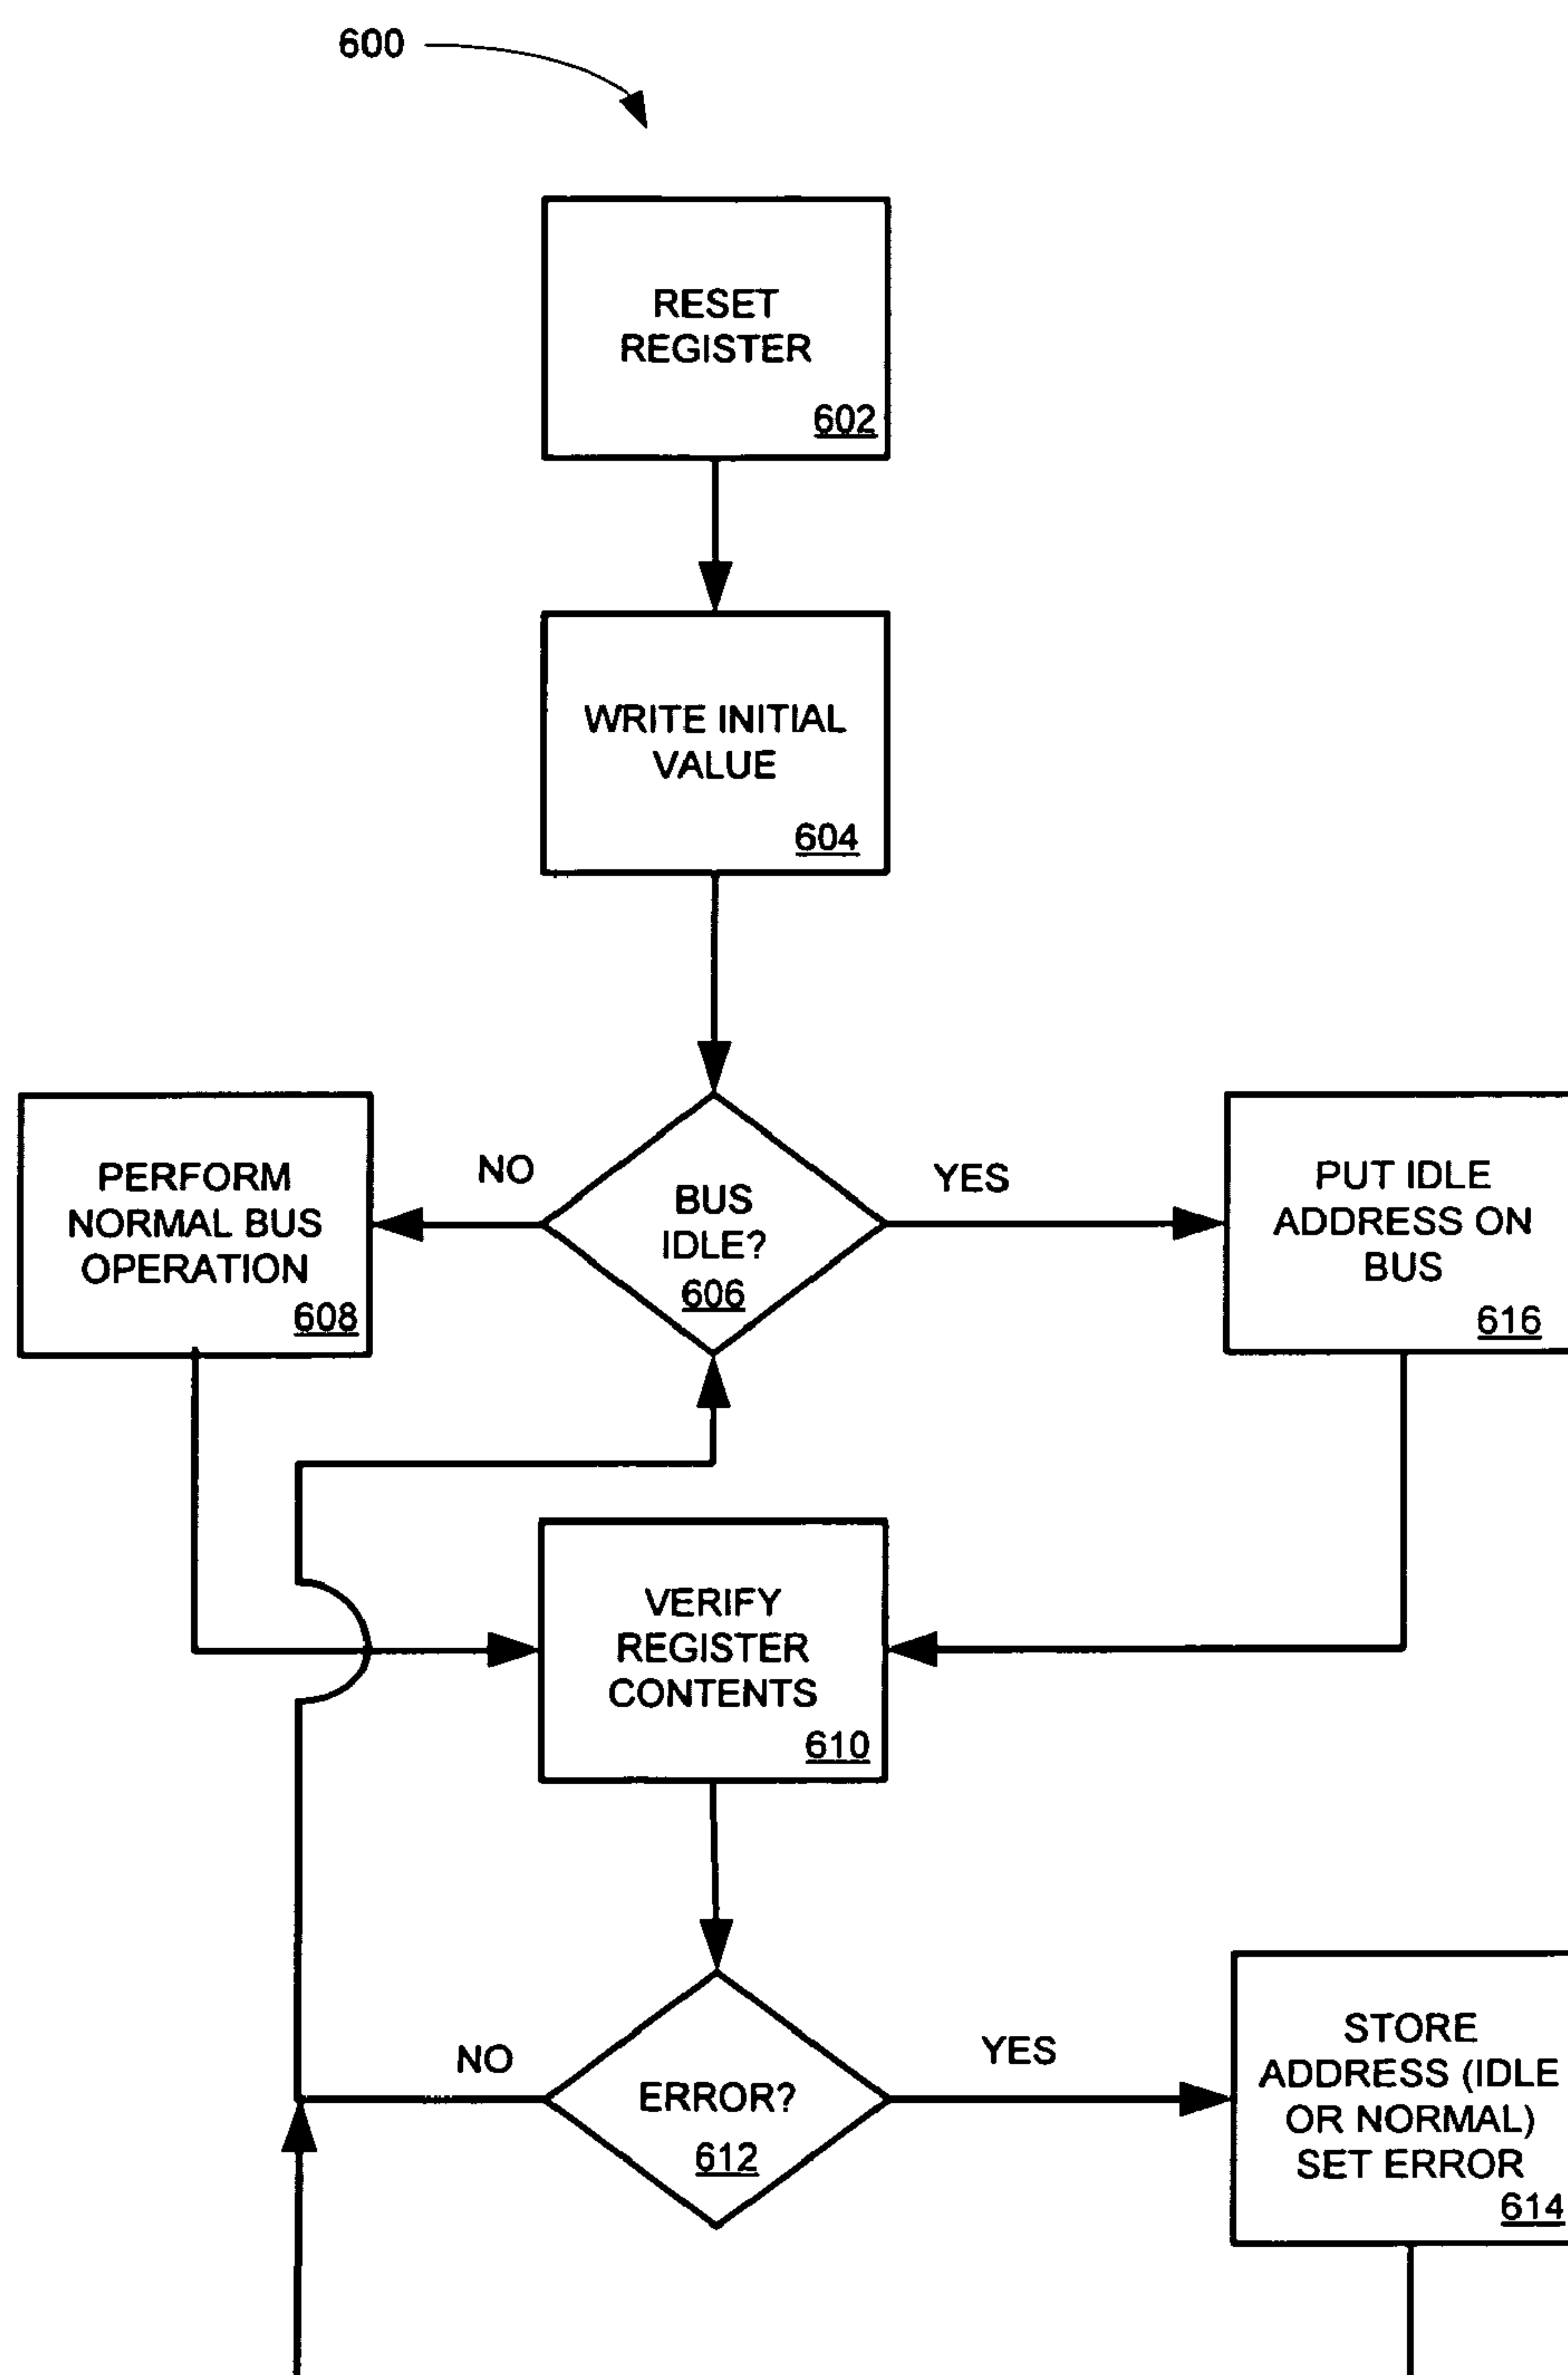 600
RESET
REGISTER
602
WRITE INITIAL
VALUE
604
PERFORM
NORMAL BUS
OPERATION
608
NO
BUS
IDLE?
606
YES
PUT IDLE
ADDRESS ON
BUS
616
VERIFY
REGISTER
CONTENTS
610
NO
ERROR?
612
YES
STORE
ADDRESS (IDLE
OR NORMAL)
SET ERROR
614